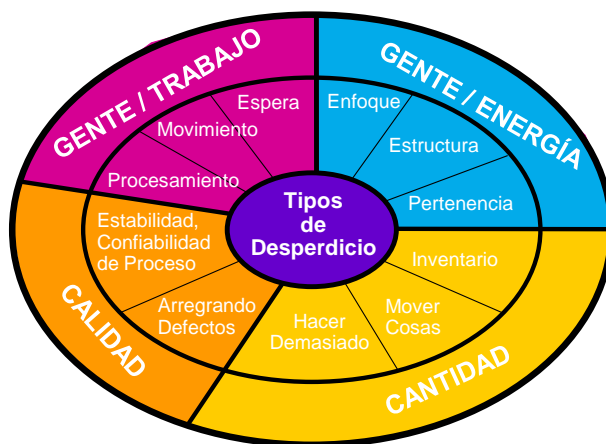 GENTE / TRABAJO
GENTE / ENERGÍA
Espera
Movimiento
Procesamiento
Enfoque
Estructura
Pertenencia
Tipos
de
Desperdicio
Estabilidad,
Confiabilidad
de Proceso
Arregrando
Defectos
Inventario
Mover
Cosas
Hacer
Demasiado
CALIDAD
CANTIDAD